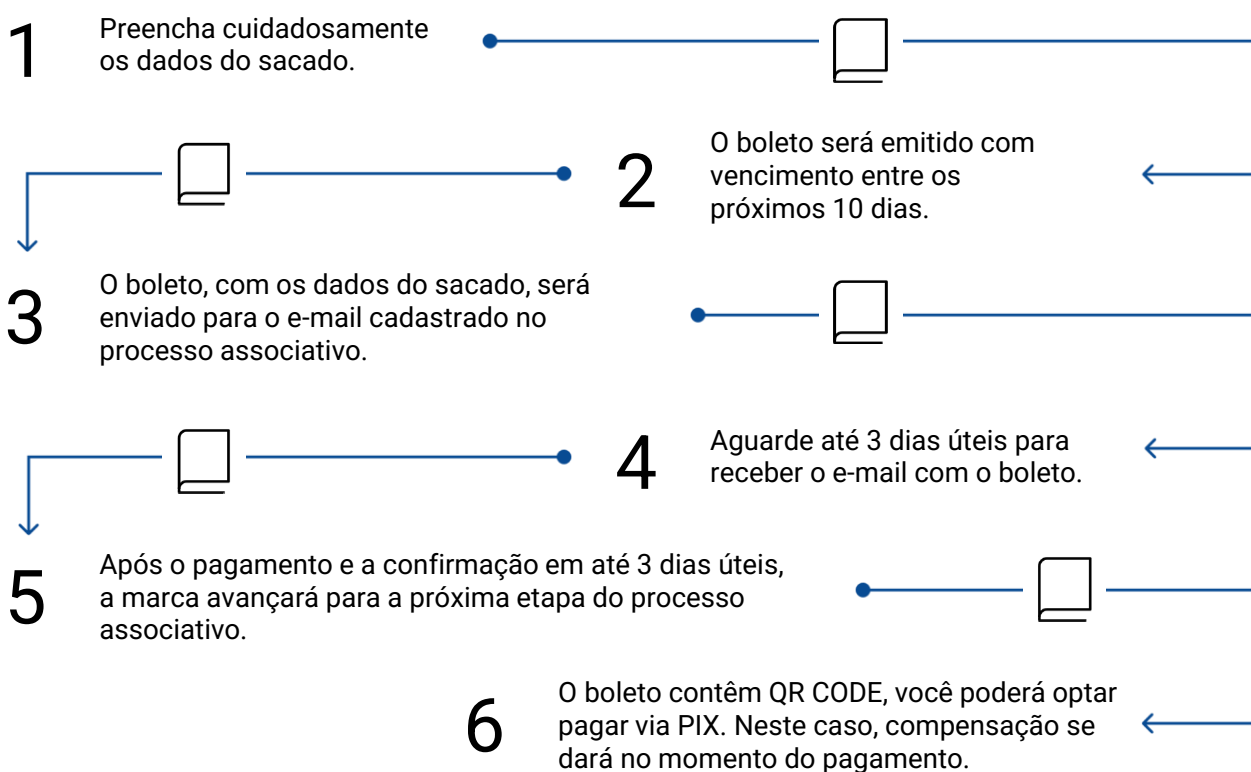 1
Preencha cuidadosamente
os dados do sacado.
2
O boleto será emitido com
vencimento entre os
próximos 10 dias.
3
O boleto, com os dados do sacado, será
enviado para o e-mail cadastrado no
processo associativo.
4
Aguarde até 3 dias úteis para
receber o e-mail com o boleto.
5
Após o pagamento e a confirmação em até 3 dias úteis,
a marca avançará para a próxima etapa do processo
associativo.
6
O boleto contêm QR CODE, você poderá optar
pagar via PIX. Neste caso, compensação se
dará no momento do pagamento.